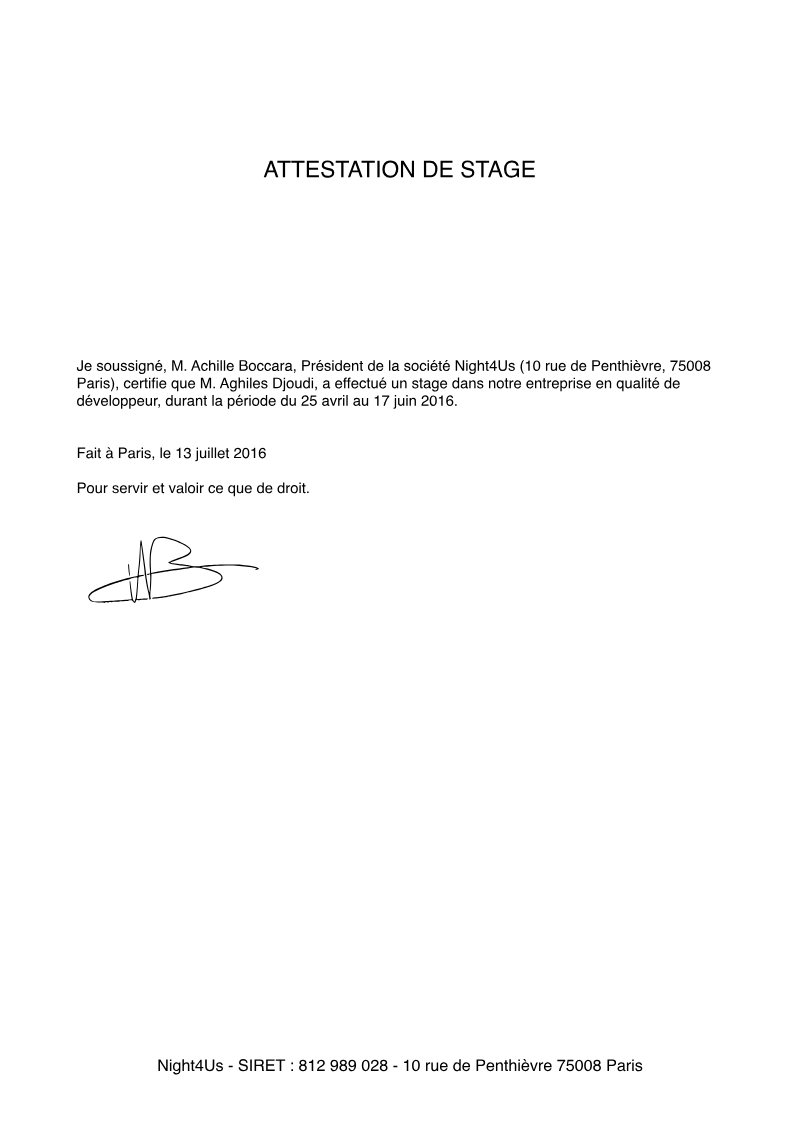 ATTESTATION DE STAGE
Je soussigné, M. Achille Boccara, Président de la société Night4Us (10 rue de Penthièvre, 75008
Paris), certifie que M. Aghiles Djoudi, a effectué un stage dans notre entreprise en qualité de
développeur, durant la période du 25 avril au 17 juin 2016.
Fait à Paris, le 13 juillet 2016
Pour servir et valoir ce que de droit.
Night4Us - SIRET : 812 989 028 - 10 rue de Penthièvre 75008 Paris